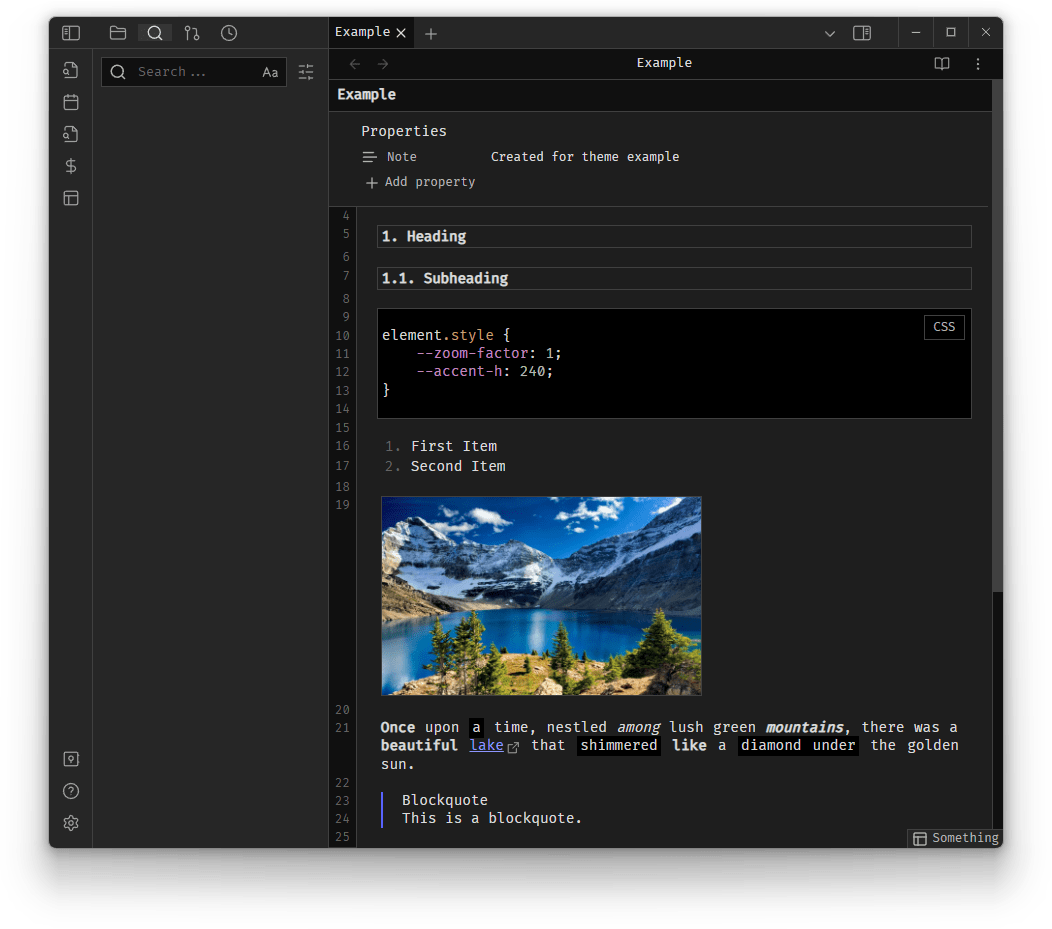 Example
Search ...
Aa
Example
Example
Properties
Note Created for theme example
Add property
4
5 1. Heading
6
7 1.1. Subheading
8
9
CSS
10 element.style {
11 --zoom-factor: 1;
12 --accent-h: 240;
13 }
14
15
16 1. First Item
17 2. Second Item
18
19
20
21 Once upon a time, nestled among lush green mountains, there was a
beautiful lake that shimmered like a diamond under the golden
sun.
22
23 Blockquote
24 This is a blockquote.
25
Something